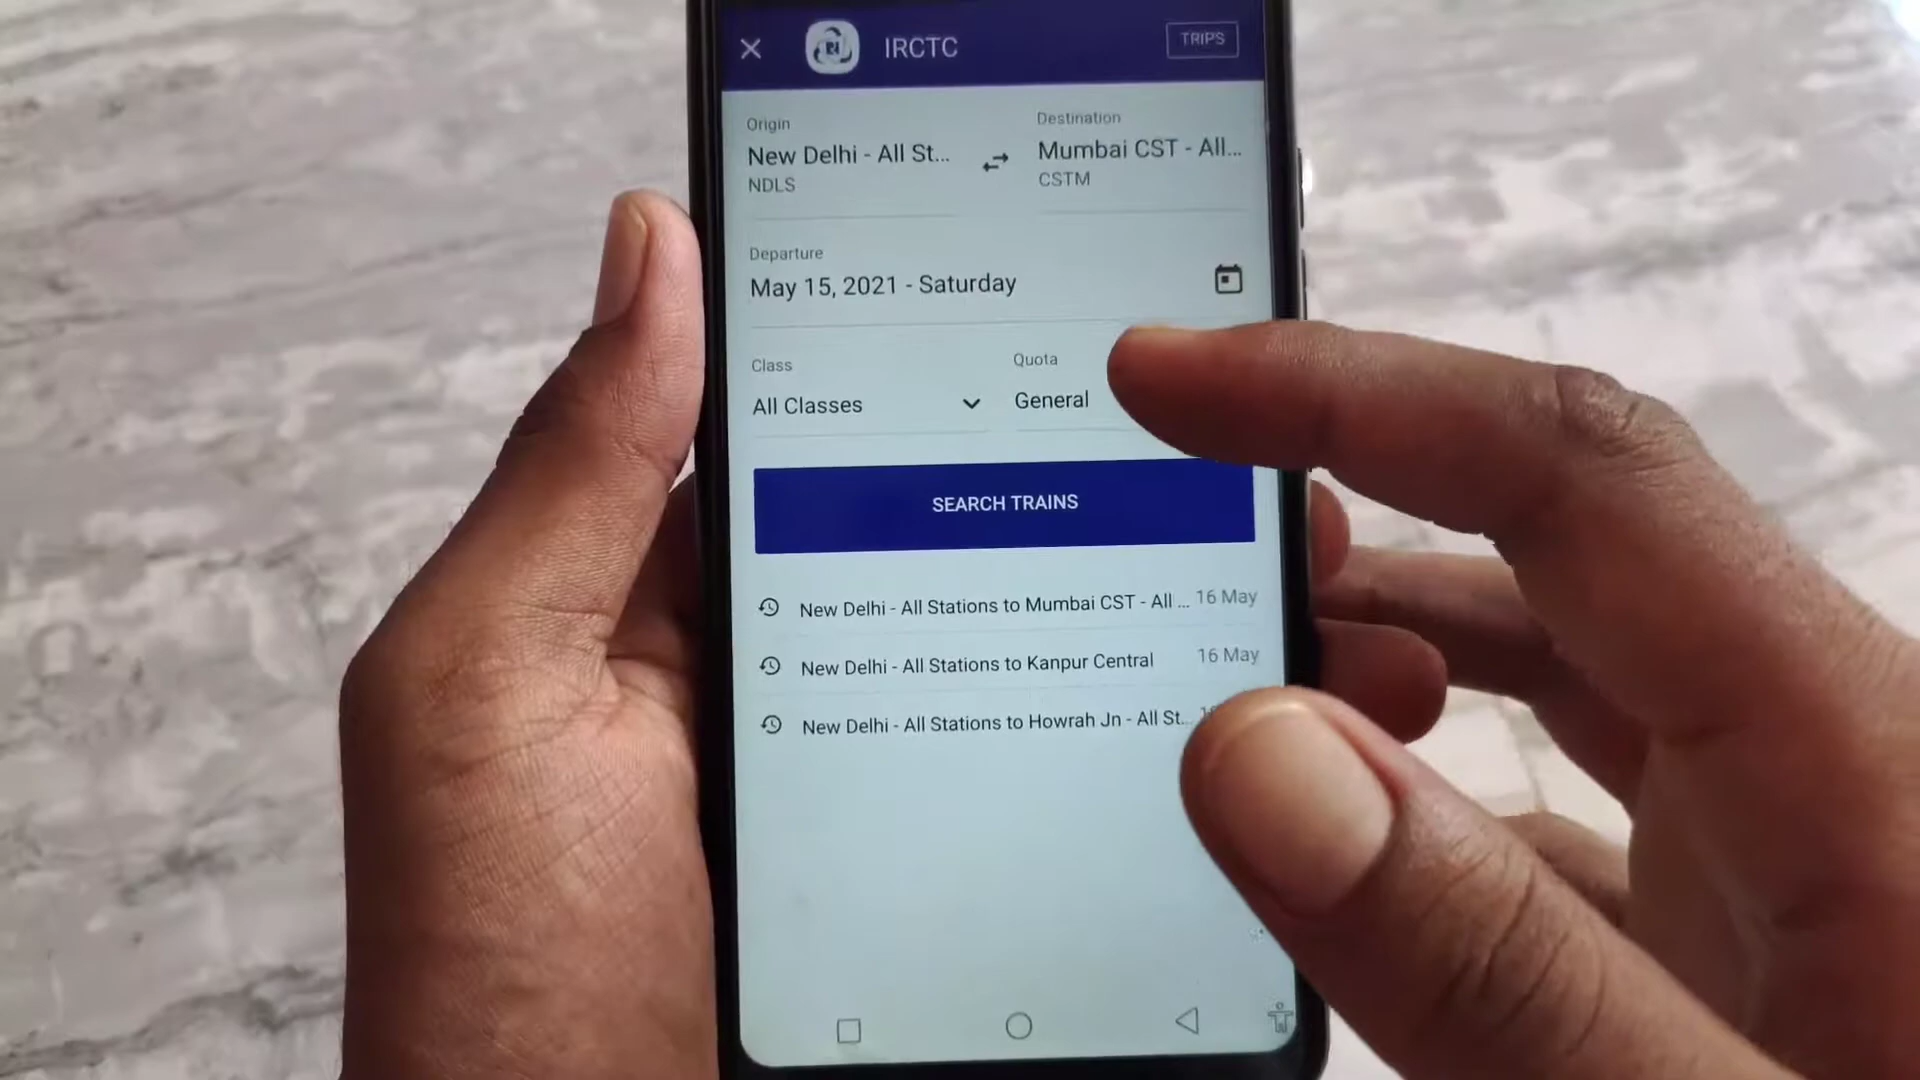 IRCTC
TRIPS
Origin
New Delhi - All St...
NDLS
Destination
Mumbai CST - All...
CSTM
Departure
May 15, 2021 - Saturday
Class
All Classes
Quota
General
SEARCH TRAINS
New Delhi - All Stations to Mumbai CST - All ... 16 May
New Delhi - All Stations to Kanpur Central 16 May
New Delhi - All Stations to Howrah Jn - All St...